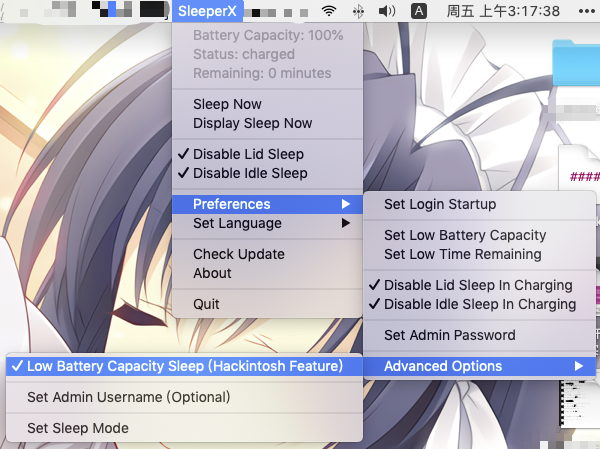 SleeperX
A
周五 上午3:17:38
Battery Capacity: 100%
Status: charged
Remaining: 0 minutes
Sleep Now
Display Sleep Now
Disable Lid Sleep
Disable Idle Sleep
Preferences
Set Language
Check Update
About
Quit
Set Login Startup
Set Low Battery Capacity
Set Low Time Remaining
Disable Lid Sleep In Charging
Disable Idle Sleep In Charging
Set Admin Password
Advanced Options
Low Battery Capacity Sleep (Hackintosh Feature)
Set Admin Username (Optional)
Set Sleep Mode
####